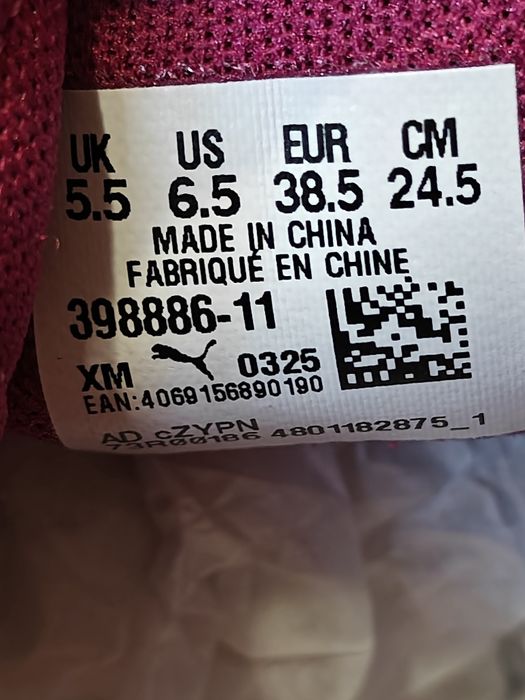 UK US EUR CM
5.5 6.5 38.5 24.5
MADE IN CHINA
FABRIQUÉ EN CHINE
398886-11
XM 0325
EAN:4069156890190
AD cZYPN
73R00186 4801182875_1